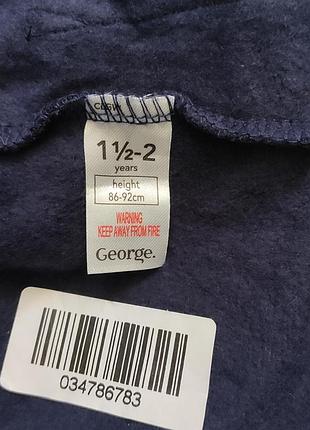 1½-2
years
height
86-92cm
WARNING
KEEP AWAY FROM FIRE
George.
034786783